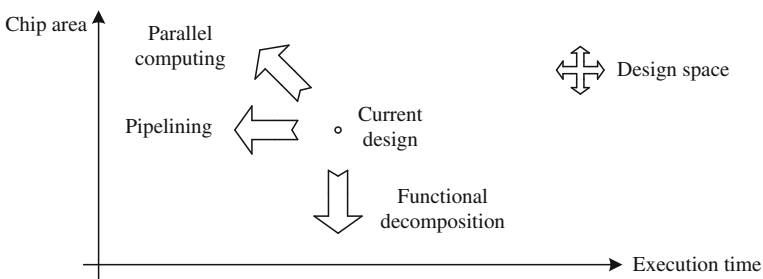 Chip area
Parallel
computing
Design space
Pipelining
Current
design
Functional
decomposition
Execution time